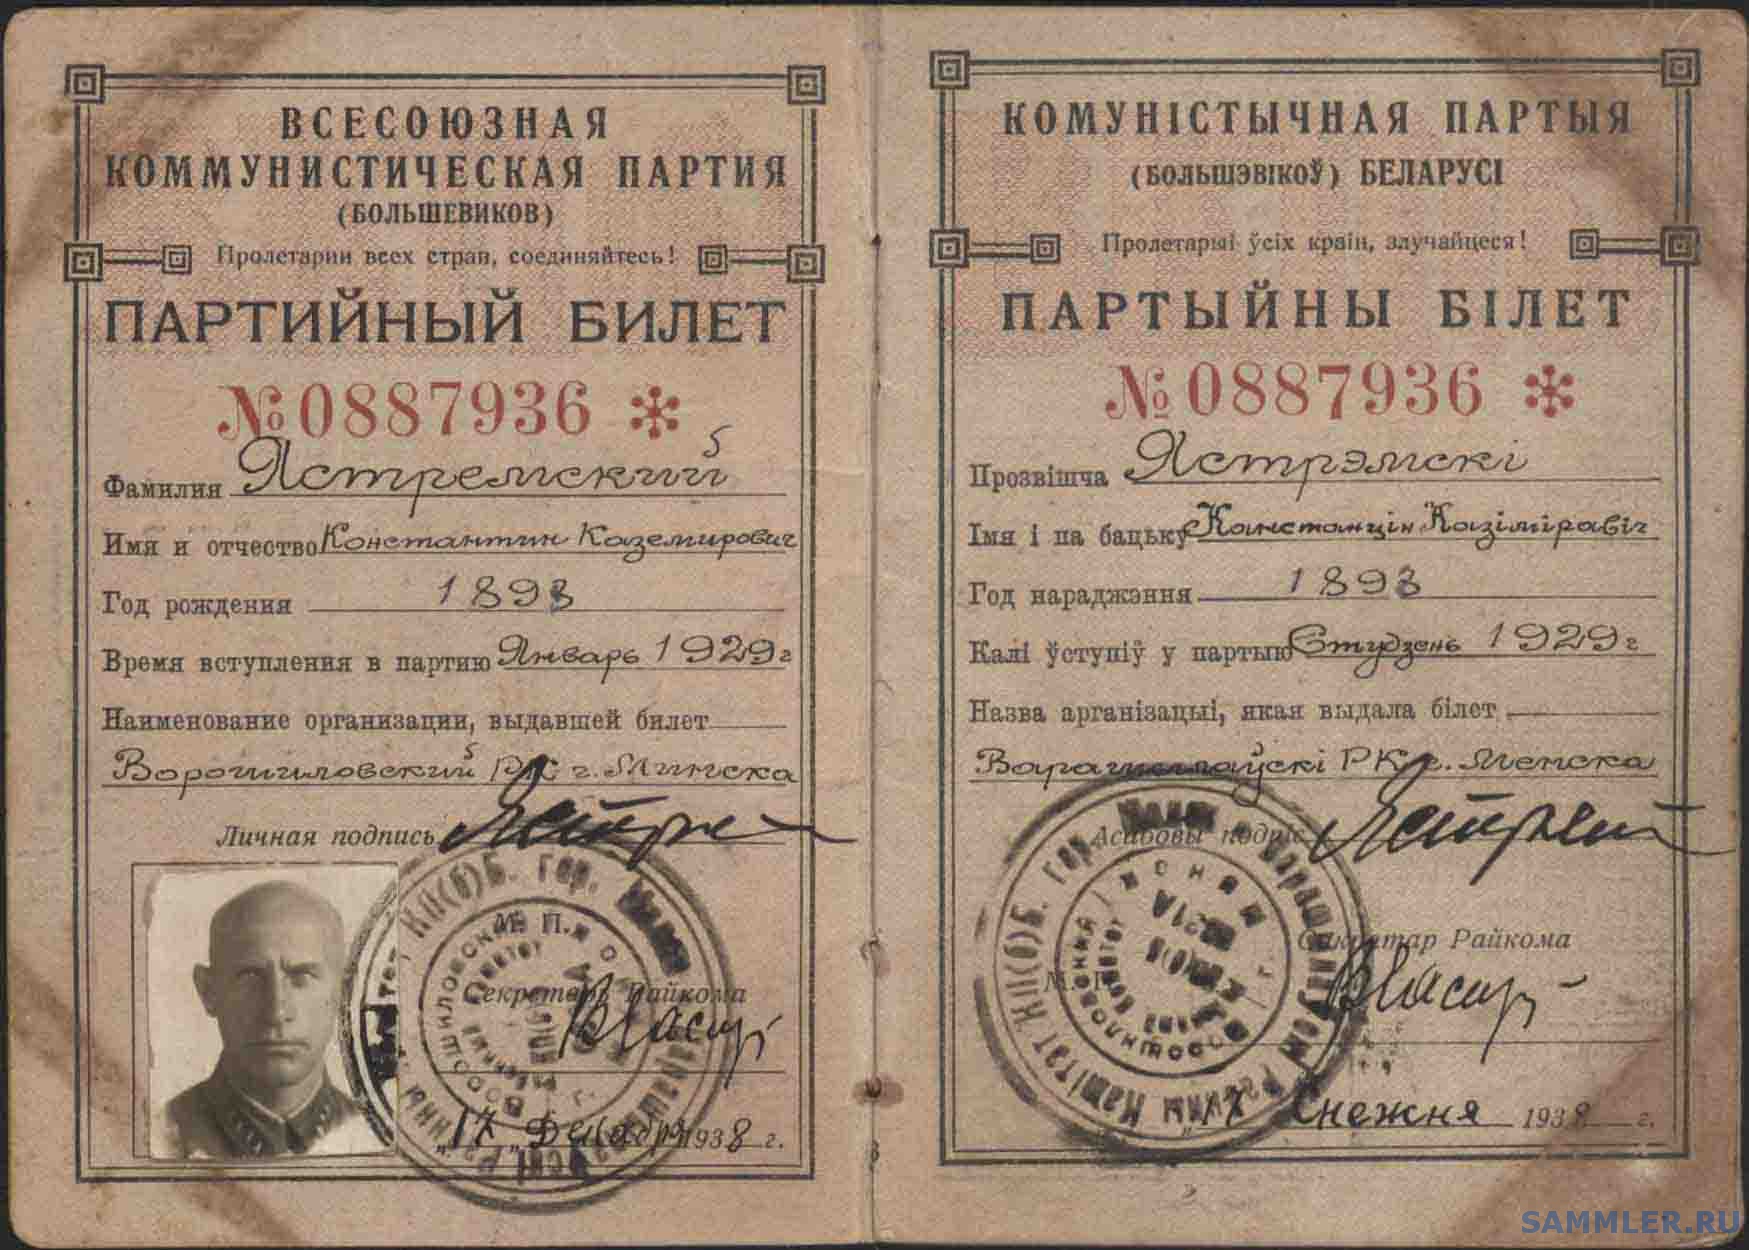 ВСЕСОЮЗНАЯ
КОММУНИСТИЧЕСКАЯ ПАРТИЯ
(БОЛЬШЕВИКОВ)
Пролетарии всех стран, соединяйтесь!
ПАРТИЙНЫЙ БИЛЕТ
№ 0887936 *
Фамилия Ястремский
Имя и отчество Константин Каземирович
Год рождения 1893
Время вступления в партию Январь 1929 г
Наименование организации, выдавшей билет
Ворошиловский РК г. Минска
Личная подпись
М. П.
Секретарь Райкома
"17" Декабря 1938 г.
КОМУНІСТЫЧНАЯ ПАРТЫЯ
(БОЛЬШЭВІКОЎ) БЕЛАРУСІ
Пролетарыі ўсіх краін, злучайцеся!
ПАРТЫЙНЫ БІЛЕТ
№ 0887936 *
Прозвішча Ястрэмскі
Імя і па бацьку Канстанцін Казіміравіч
Год нараджэння 1893
Калі ўступіў у партыю Студзень 1929 г
Назва арганізацыі, якая выдала білет
Варашылаўскі РК г. Менска
Асабовы подпіс
Сакратар Райкома
М. П.
"17" Снежня 1938 г.
SAMMLER.RU